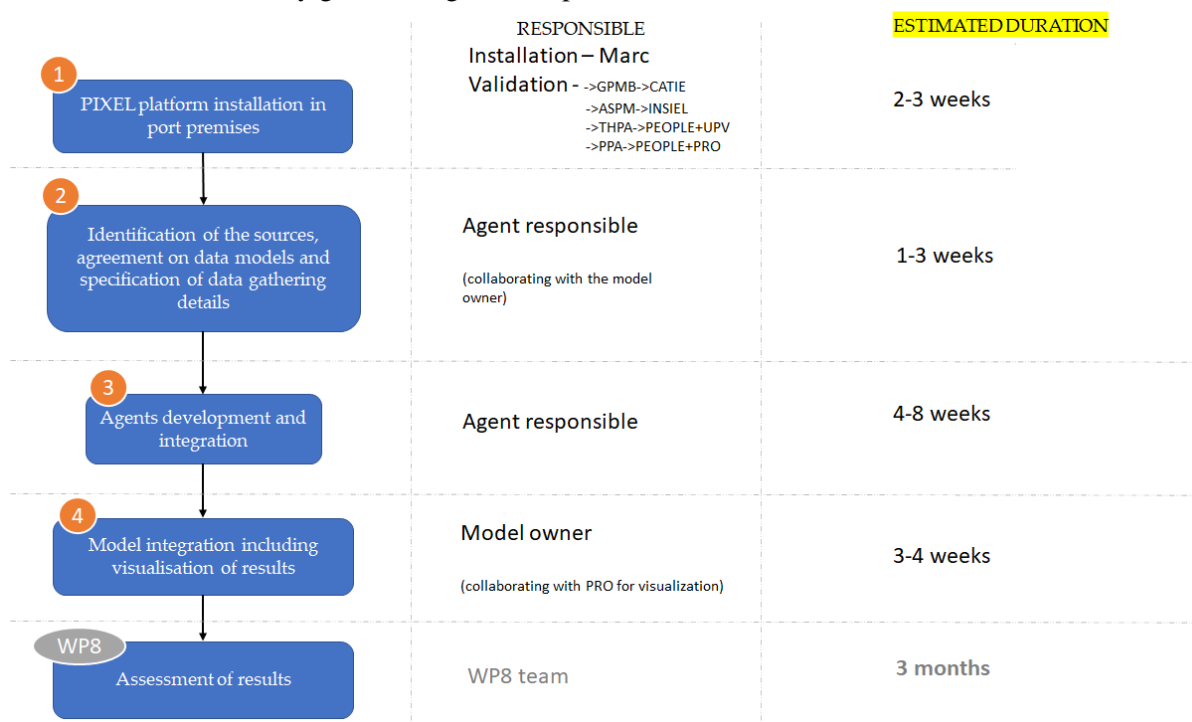 RESPONSIBLE
ESTIMATED DURATION
1
PIXEL platform installation in
port premises
Installation – Marc
Validation - ->GPMB->CATIE
->ASPM->INSIEL
->THPA->PEOPLE+UPV
->PPA->PEOPLE+PRO
2-3 weeks
2
Identification of the sources,
agreement on data models and
specification of data gathering
details
Agent responsible
(collaborating with the model
owner)
1-3 weeks
3
Agents development and
integration
Agent responsible
4-8 weeks
4
Model integration including
visualisation of results
Model owner
(collaborating with PRO for visualization)
3-4 weeks
WP8
Assessment of results
WP8 team
3 months